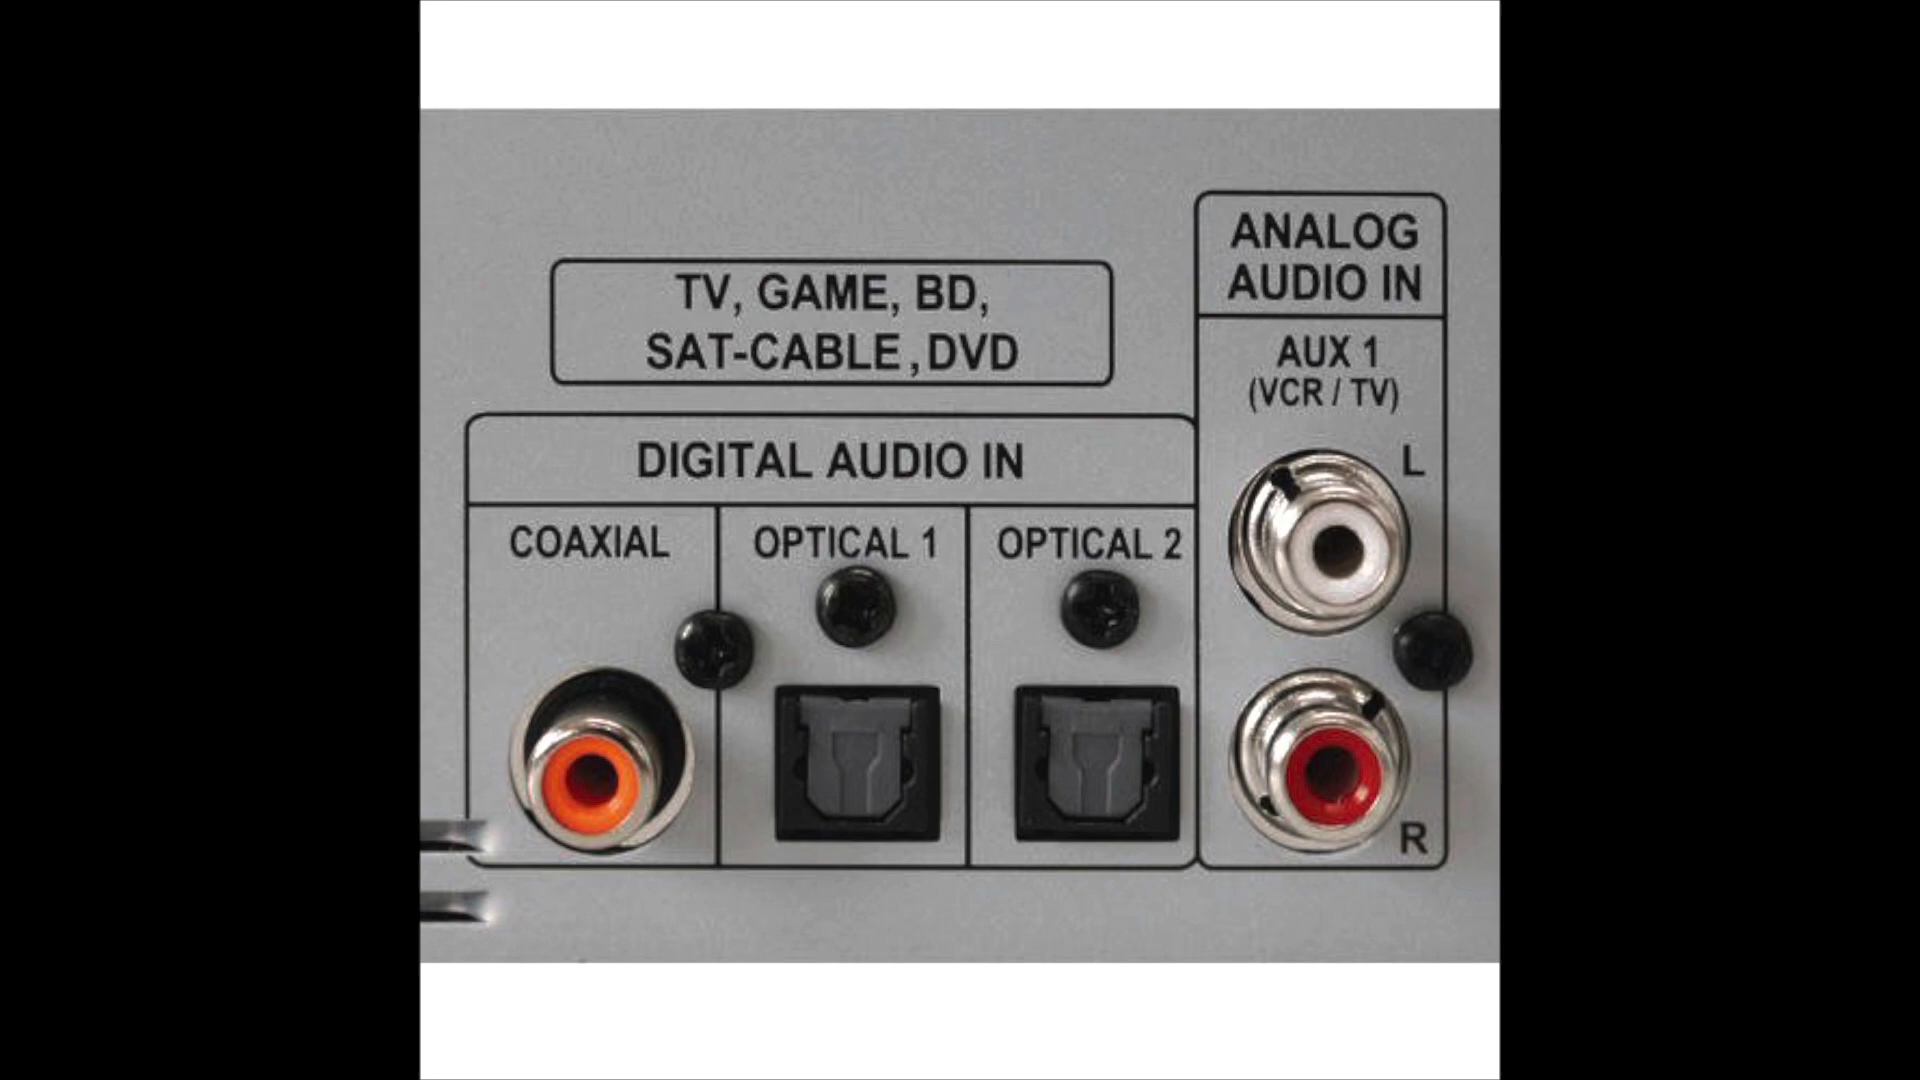 TV, GAME, BD,
SAT-CABLE, DVD
DIGITAL AUDIO IN
COAXIAL
OPTICAL 1
OPTICAL 2
ANALOG
AUDIO IN
AUX 1
(VCR / TV)
L
R